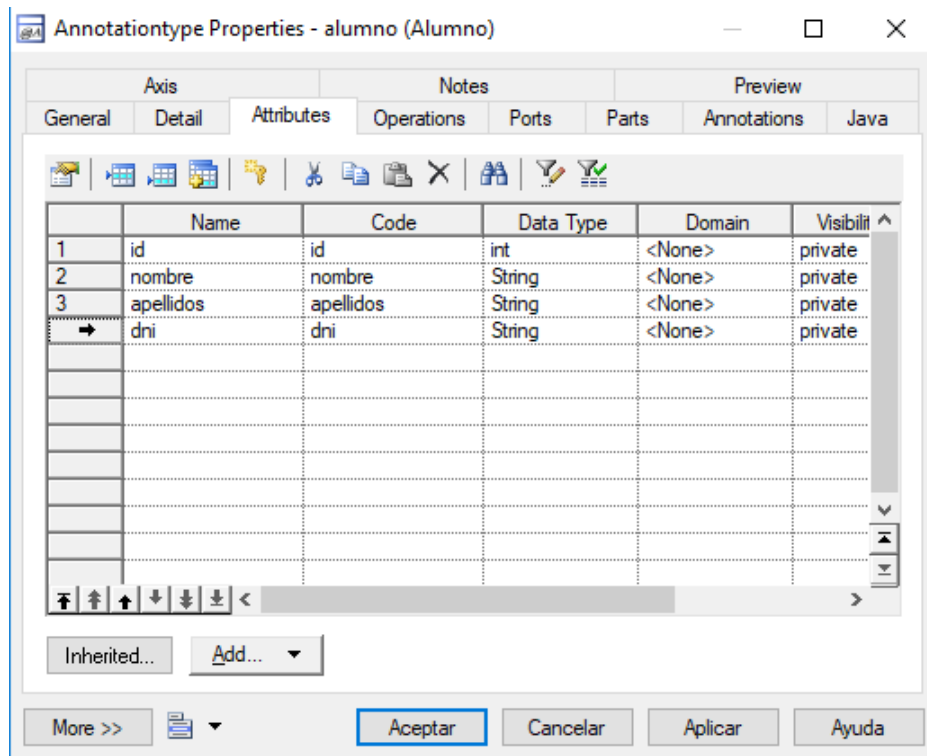 Annotationtype Properties - alumno (Alumno)
Axis Notes Preview
General Detail Attributes Operations Ports Parts Annotations Java
Name Code Data Type Domain Visibilit
1 id id int <None> private
2 nombre nombre String <None> private
3 apellidos apellidos String <None> private
dni dni String <None> private
Inherited... Add...
More >> Aceptar Cancelar Aplicar Ayuda